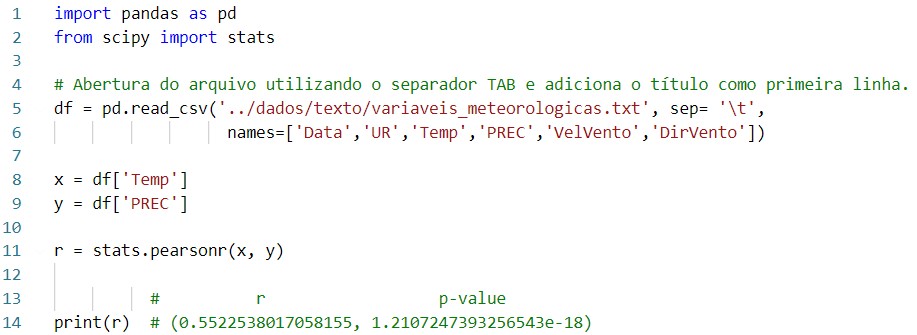 1 import pandas as pd
2 from scipy import stats
3
4 # Abertura do arquivo utilizando o separador TAB e adiciona o título como primeira linha.
5 df = pd.read_csv('../dados/texto/variaveis_meteorologicas.txt', sep= '\t',
6 names=['Data','UR','Temp','PREC','VelVento','DirVento'])
7
8 x = df['Temp']
9 y = df['PREC']
10
11 r = stats.pearsonr(x, y)
12
13 # r p-value
14 print(r) # (0.5522538017058155, 1.2107247393256543e-18)